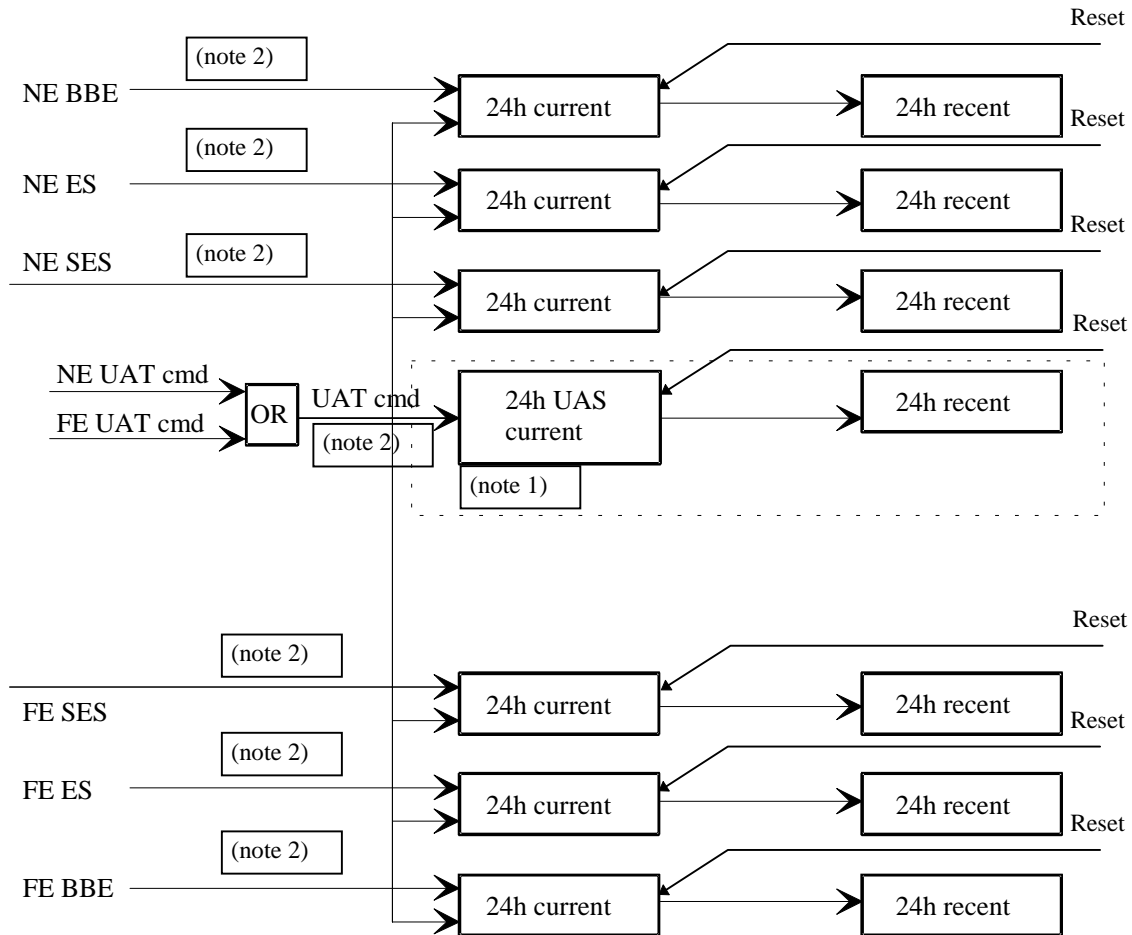 Reset
(note 2)
NE BBE
24h current
24h recent
Reset
(note 2)
NE ES
24h current
24h recent
Reset
(note 2)
NE SES
24h current
24h recent
Reset
NE UAT cmd
FE UAT cmd
OR
UAT cmd
(note 2)
24h UAS
current
(note 1)
24h recent
Reset
(note 2)
FE SES
24h current
24h recent
Reset
(note 2)
FE ES
24h current
24h recent
Reset
(note 2)
FE BBE
24h current
24h recent